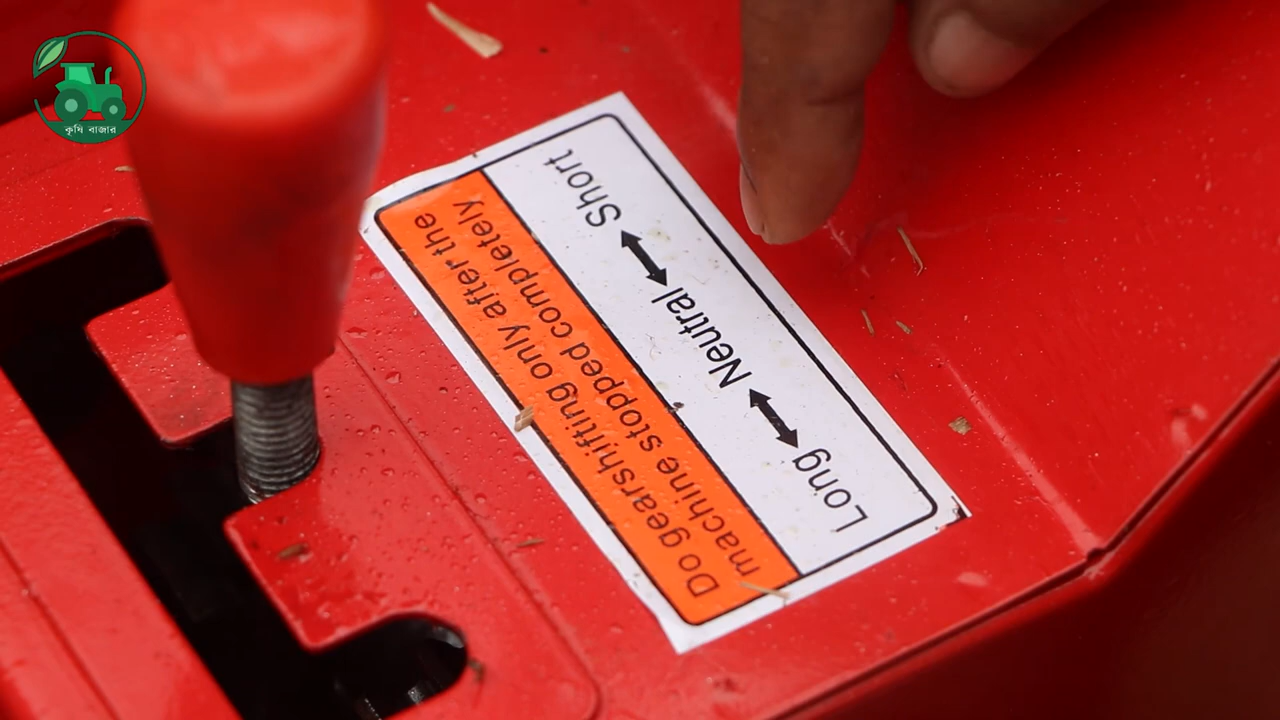 কৃষি বাজার
Long ↔ Neutral ↔ Short
Do gearshifting only after the
machine stopped completely